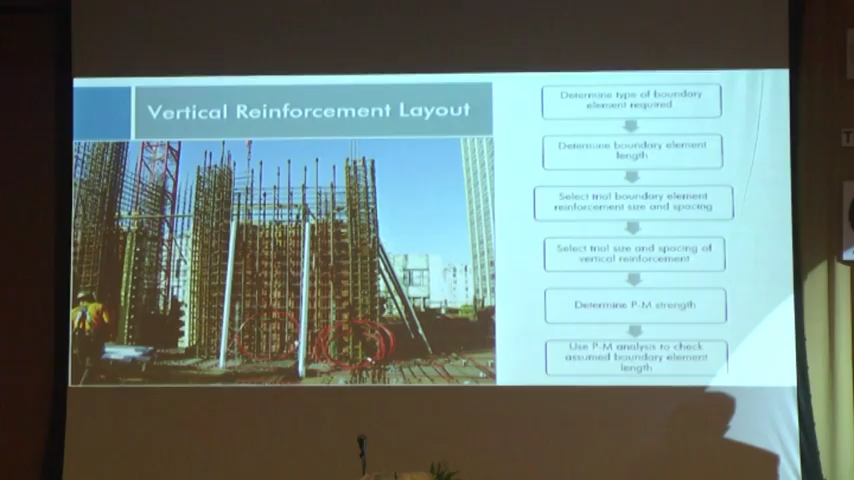 Vertical Reinforcement Layout
Determine type of boundary
element required
Determine boundary element
length
Select trial boundary element
reinforcement size and spacing
Select trial size and spacing of
vertical reinforcement
Determine P-M strength
Use P-M analysis to check
assumed boundary element
length
T